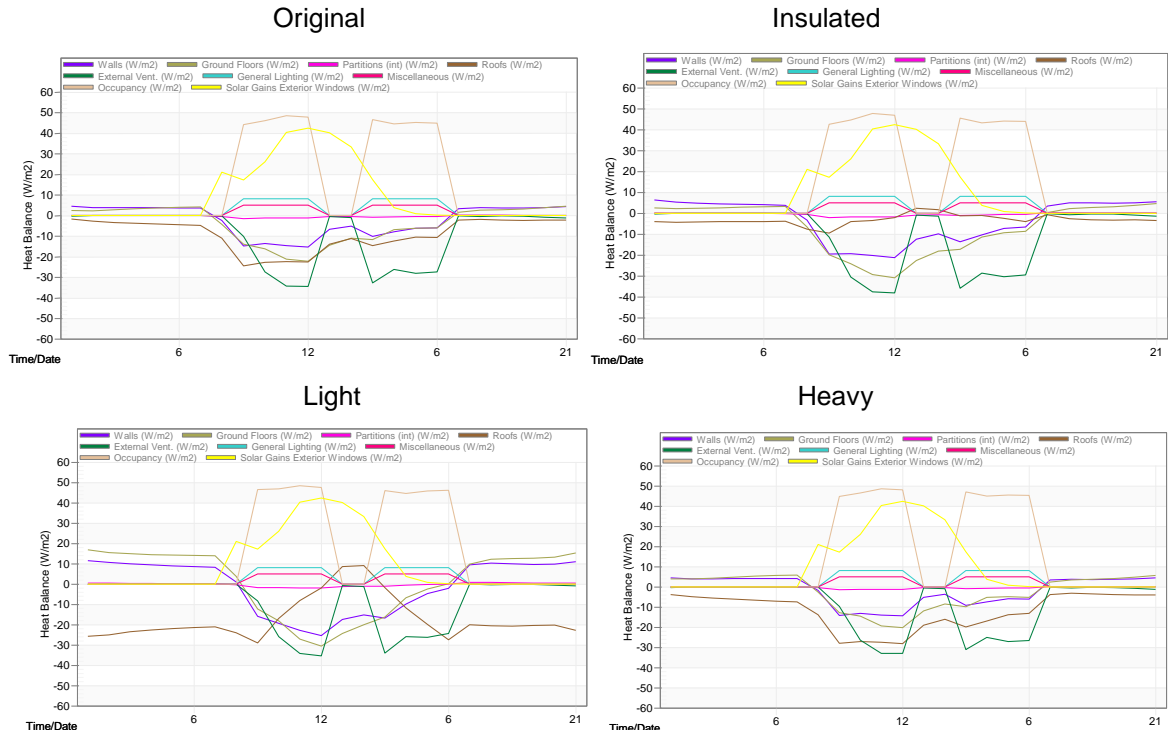 Original
Walls (W/m2) Ground Floors (W/m2) Partitions (int) (W/m2) Roofs (W/m2)
External Vent. (W/m2) General Lighting (W/m2) Miscellaneous (W/m2)
Occupancy (W/m2) Solar Gains Exterior Windows (W/m2)
Heat Balance (W/m2)
60
50
40
30
20
10
0
-10
-20
-30
-40
-50
-60
Time/Date
6 12 6 21
Insulated
Walls (W/m2) Ground Floors (W/m2) Partitions (int) (W/m2) Roofs (W/m2)
External Vent. (W/m2) General Lighting (W/m2) Miscellaneous (W/m2)
Occupancy (W/m2) Solar Gains Exterior Windows (W/m2)
Heat Balance (W/m2)
60
50
40
30
20
10
0
-10
-20
-30
-40
-50
-60
Time/Date
6 12 6 21
Light
Walls (W/m2) Ground Floors (W/m2) Partitions (int) (W/m2) Roofs (W/m2)
External Vent. (W/m2) General Lighting (W/m2) Miscellaneous (W/m2)
Occupancy (W/m2) Solar Gains Exterior Windows (W/m2)
Heat Balance (W/m2)
60
50
40
30
20
10
0
-10
-20
-30
-40
-50
-60
Time/Date
6 12 6 21
Heavy
Walls (W/m2) Ground Floors (W/m2) Partitions (int) (W/m2) Roofs (W/m2)
External Vent. (W/m2) General Lighting (W/m2) Miscellaneous (W/m2)
Occupancy (W/m2) Solar Gains Exterior Windows (W/m2)
Heat Balance (W/m2)
60
50
40
30
20
10
0
-10
-20
-30
-40
-50
-60
Time/Date
6 12 6 21